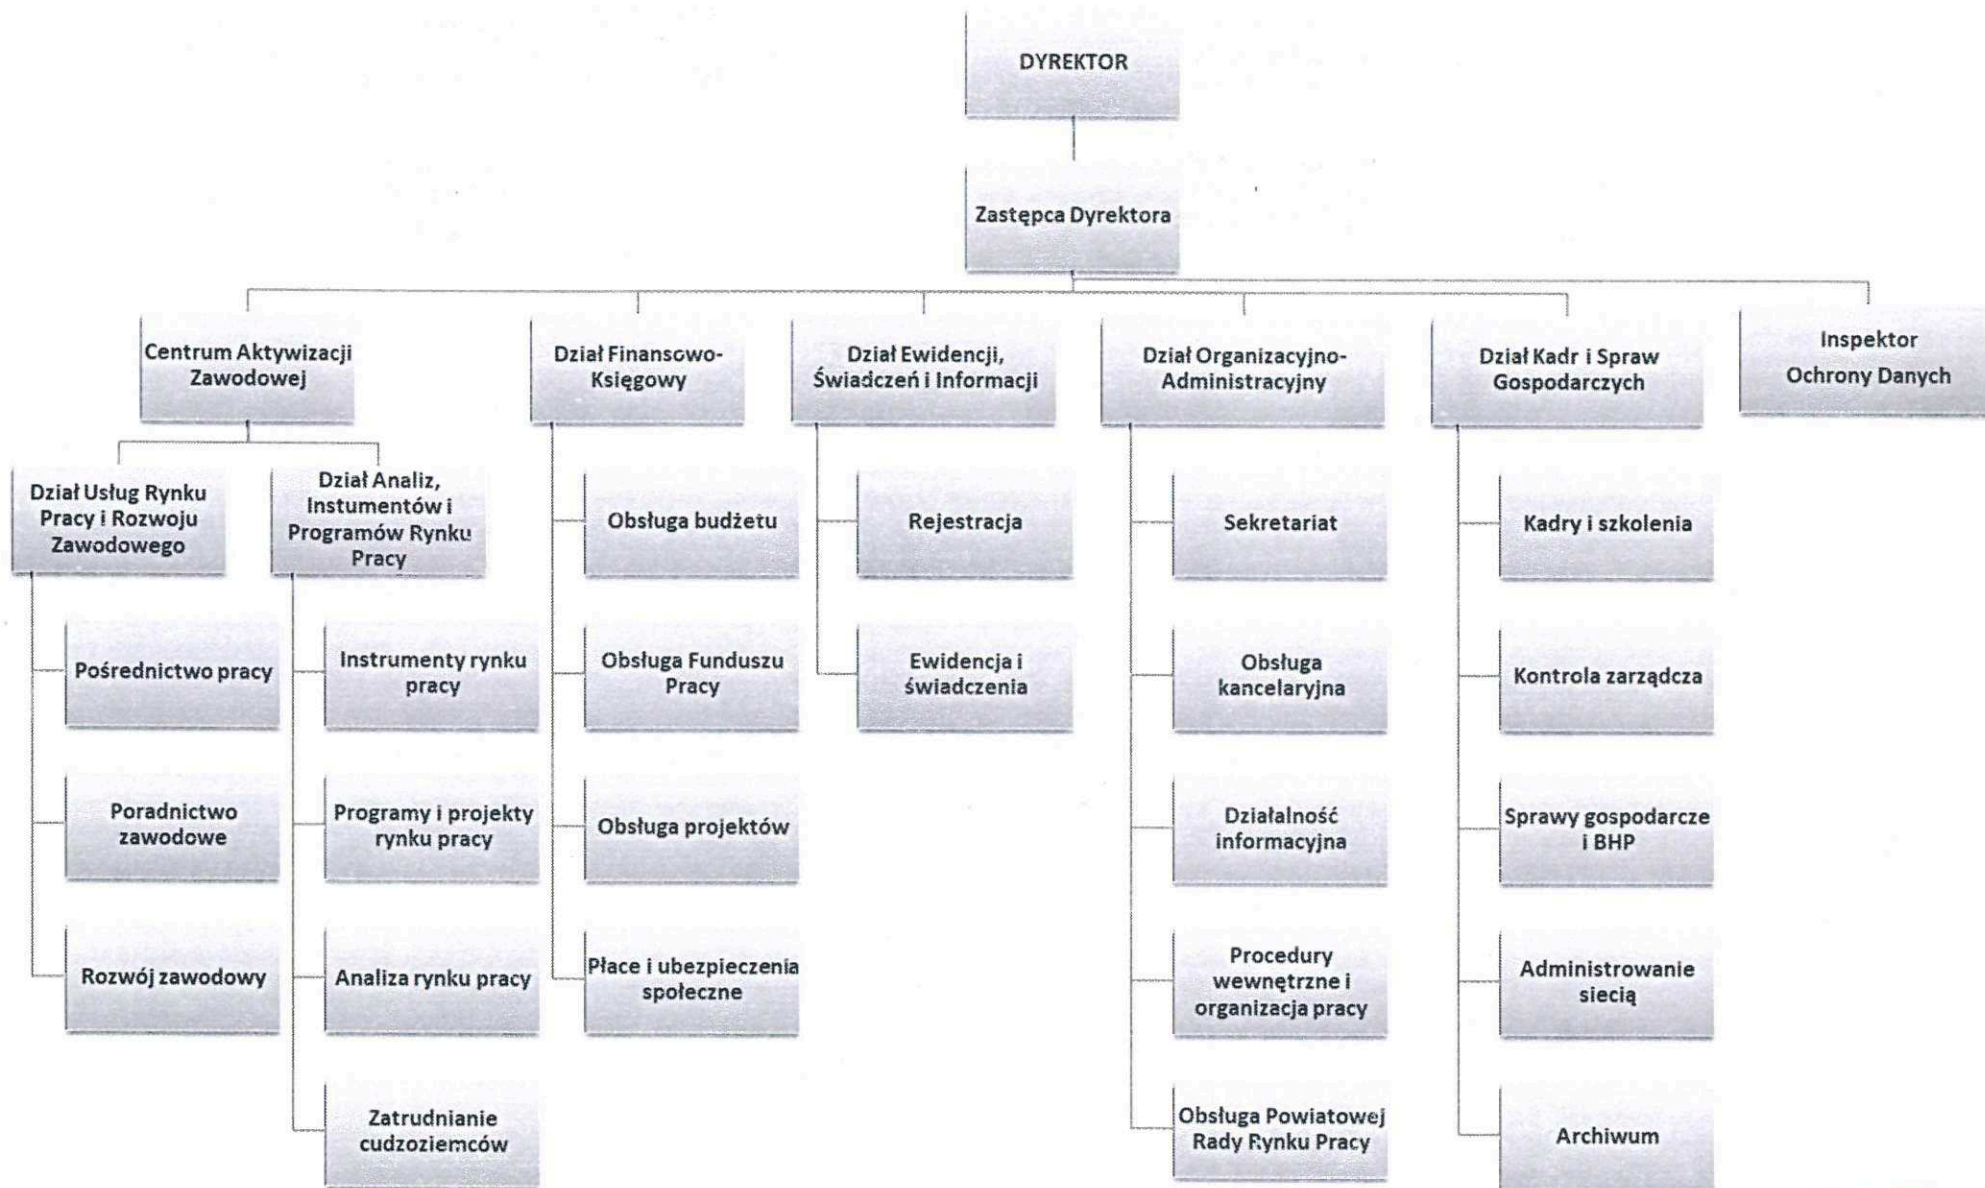 DYREKTOR
Zastępca Dyrektora
Centrum Aktywizacji
Zawodowej
Dział Finansowo-
Księgowy
Dział Ewidencji,
Świadczeń i Informacji
Dział Organizacyjno-
Administracyjny
Dział Kadr i Spraw
Gospodarczych
Inspektor
Ochrony Danych
Dział Usług Rynku
Pracy i Rozwoju
Zawodowego
Dział Analiz,
Instumentów i
Programów Rynku
Pracy
Obsługa budżetu
Rejestracja
Sekretariat
Kadry i szkolenia
Pośrednictwo pracy
Instrumenty rynku
pracy
Obsługa Funduszu
Pracy
Ewidencja i
świadczenia
Obsługa
kancelaryjna
Kontrola zarządcza
Poradnictwo
zawodowe
Programy i projekty
rynku pracy
Obsługa projektów
Działalność
informacyjna
Sprawy gospodarcze
i BHP
Rozwój zawodowy
Analiza rynku pracy
Płace i ubezpieczenia
społeczne
Procedury
wewnętrzne i
organizacja pracy
Administrowanie
siecią
Zatrudnianie
cudzoziemców
Obsługa Powiatowej
Rady Rynku Pracy
Archiwum